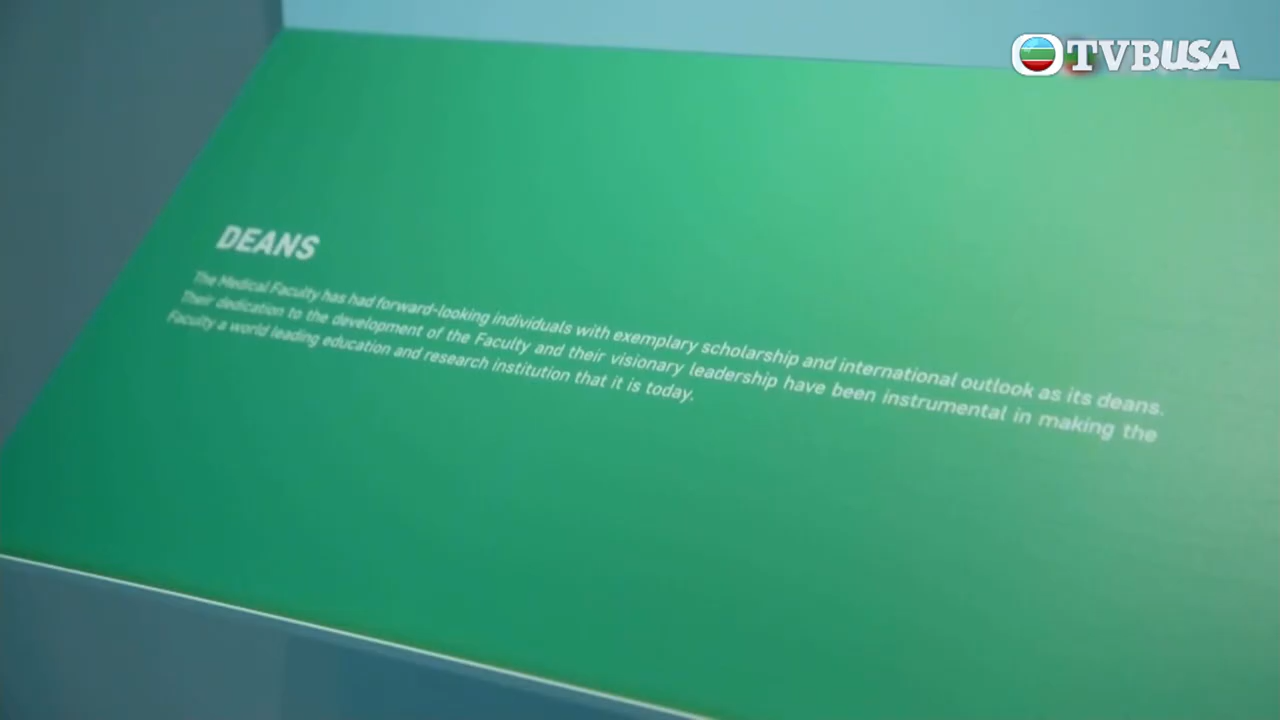 TVBUSA
DEANS
The Medical Faculty has had forward-looking individuals with exemplary scholarship and international outlook as its deans.
Their dedication to the development of the Faculty and their visionary leadership have been instrumental in making the
Faculty a world leading education and research institution that it is today.